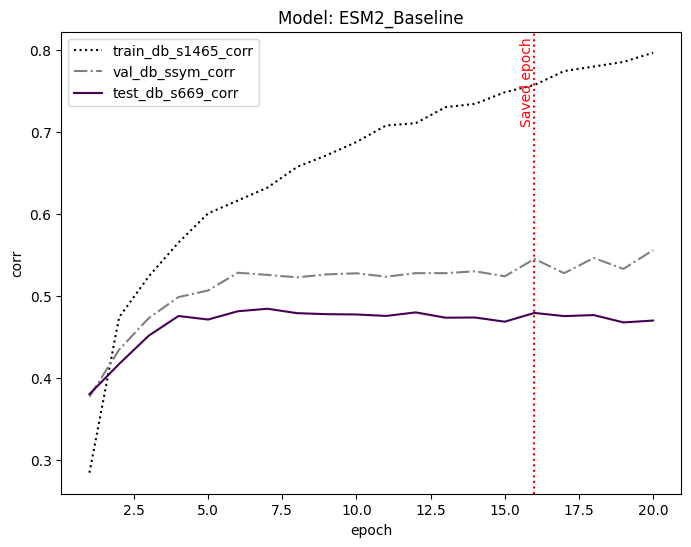 Model: ESM2_Baseline
train_db_s1465_corr
val_db_ssym_corr
test_db_s669_corr
Saved epoch
corr
0.8
0.7
0.6
0.5
0.4
0.3
2.5 5.0 7.5 10.0 12.5 15.0 17.5 20.0
epoch